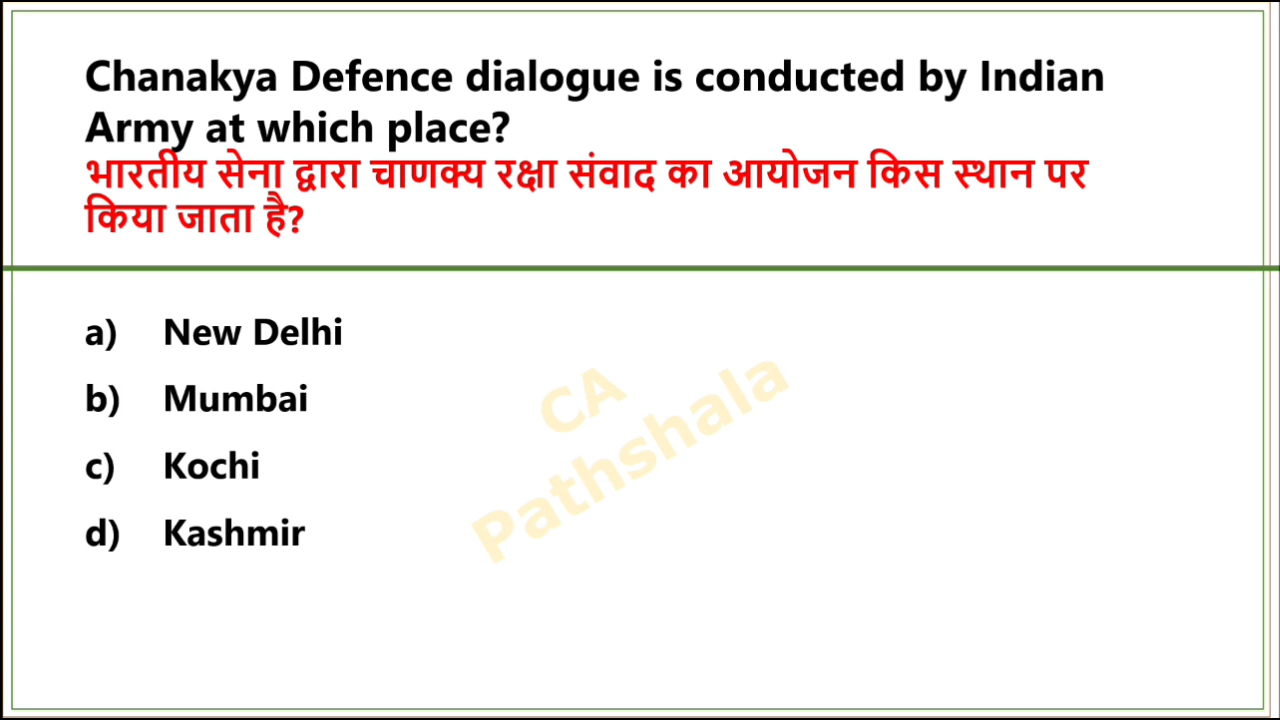 Chanakya Defence dialogue is conducted by Indian
Army at which place?
भारतीय सेना द्वारा चाणक्य रक्षा संवाद का आयोजन किस स्थान पर
किया जाता है?
a) New Delhi
b) Mumbai
c) Kochi
d) Kashmir
CA
Pathshala